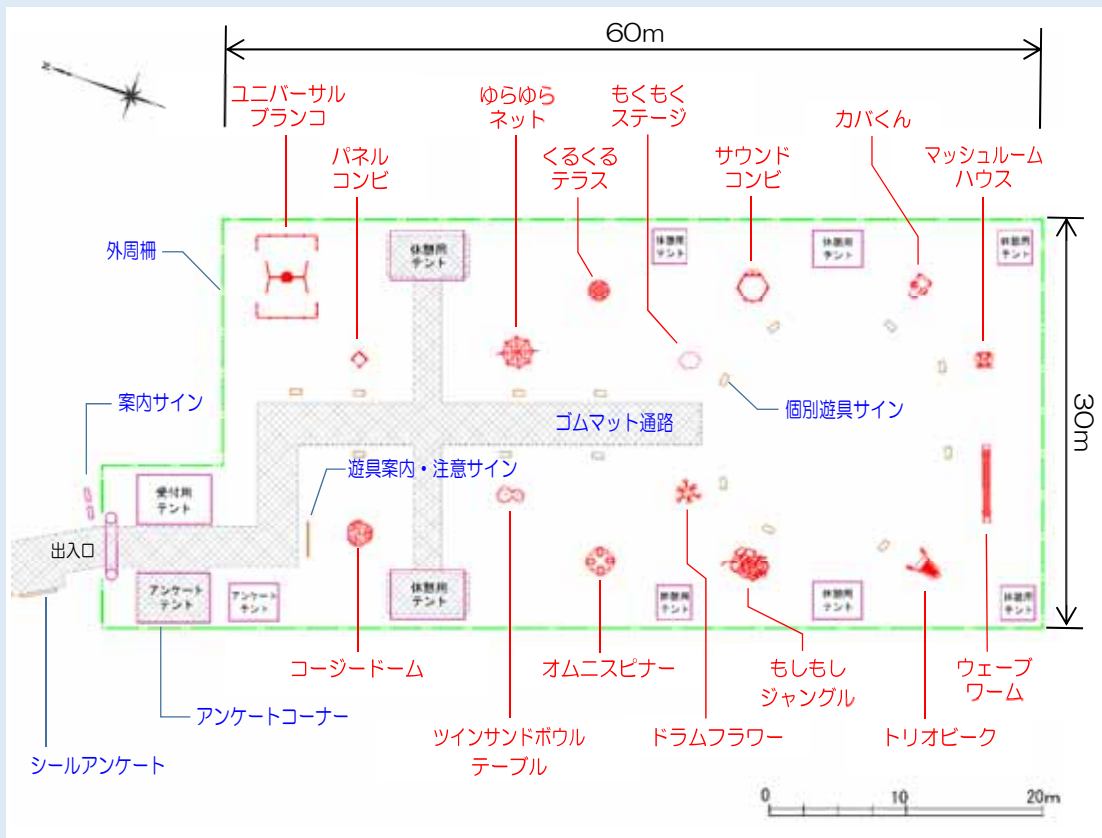 60m
N
ユニバーサル
ブランコ
ゆらゆら
ネット
もくもく
ステージ
カバくん
パネル
コンビ
くるくる
テラス
サウンド
コンビ
マッシュルーム
ハウス
外周柵
休憩用
テント
休憩用
テント
休憩用
テント
休憩用
テント
30m
案内サイン
ゴムマット通路
個別遊具サイン
遊具案内・注意サイン
受付用
テント
出入口
アンケート
テント
アンケート
テント
休憩用
テント
休憩用
テント
休憩用
テント
休憩用
テント
コージードーム
オムニスピナー
もしもし
ジャングル
ウェーブ
ワーム
アンケートコーナー
ツインサンドボウル
テーブル
ドラムフラワー
トリオビーク
シールアンケート
0 10 20m